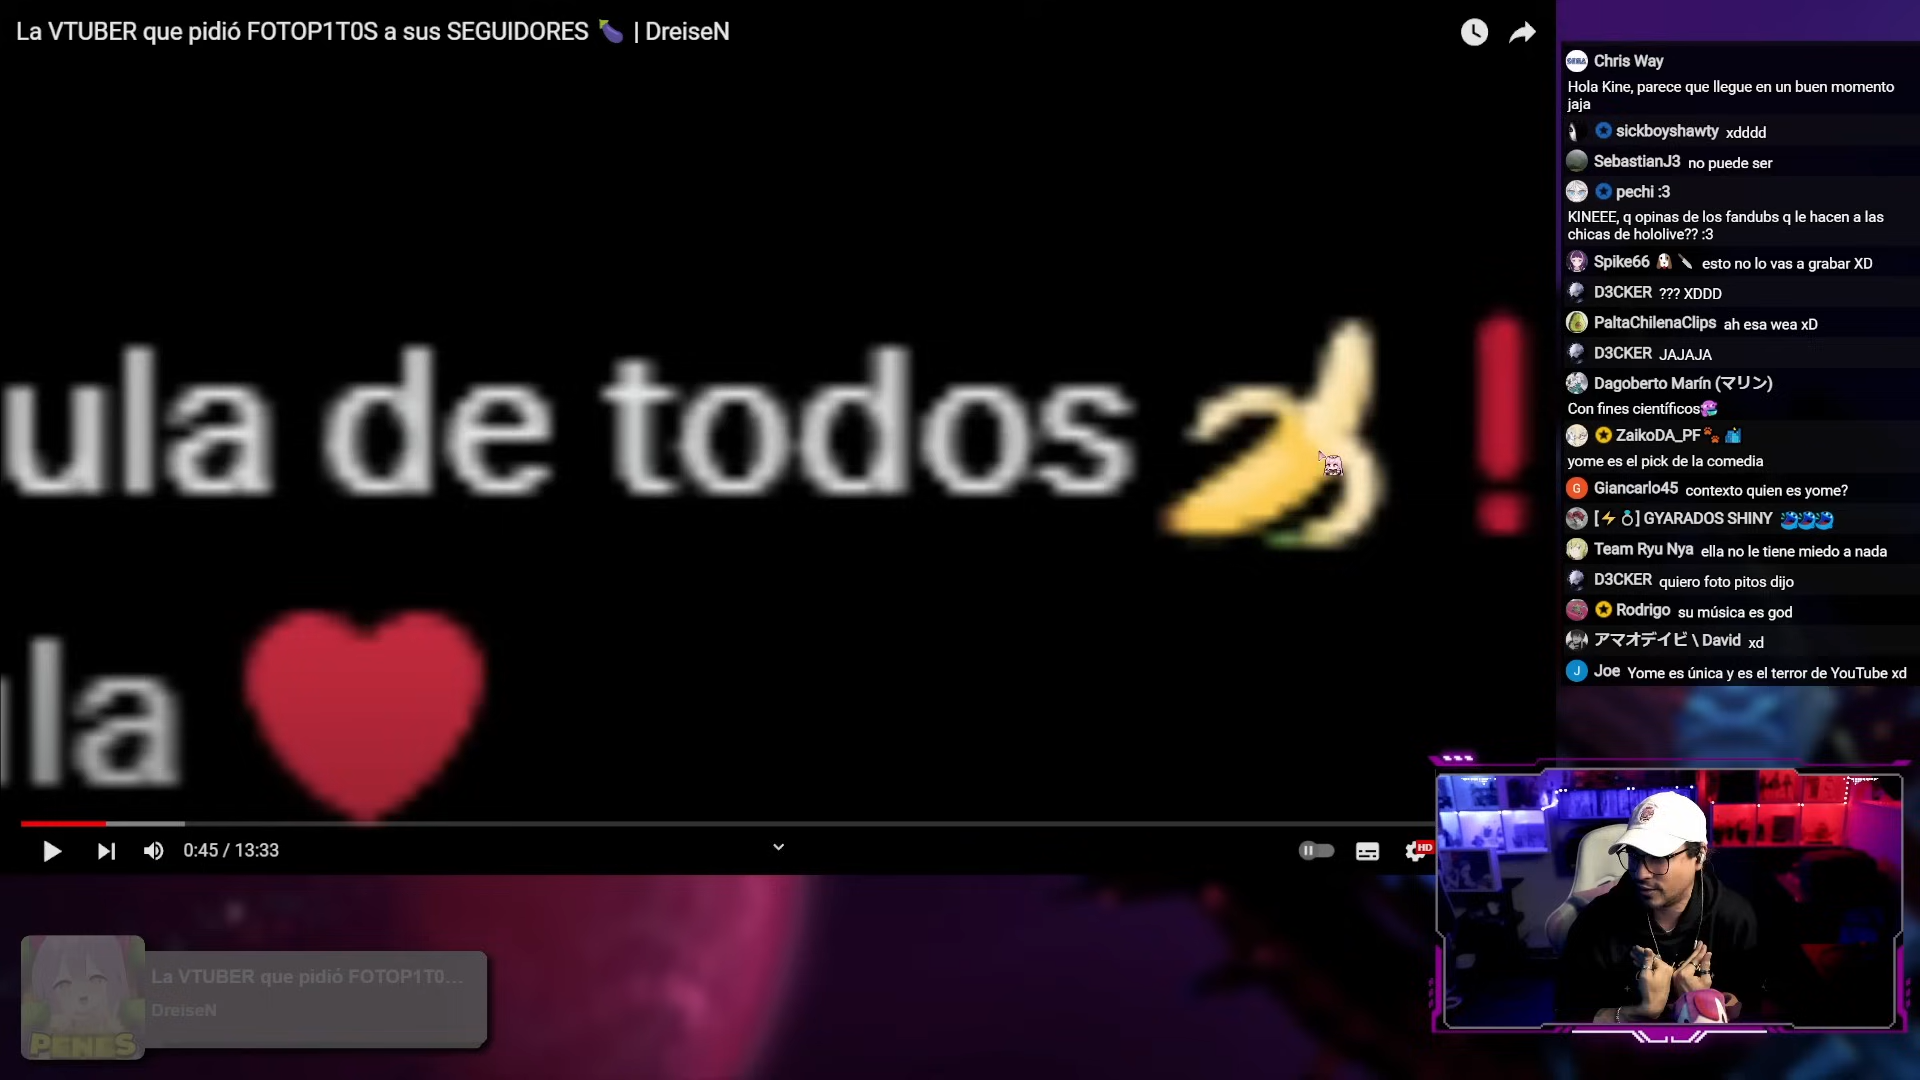 La VTUBER que pidió FOTOP1T0S a sus SEGUIDORES 🍆 | DreiseN
ula de todos🍌❗
la ❤️
0:45 / 13:33
HD
La VTUBER que pidió FOTOP1T0...
DreiseN
PENES
SEGA
Chris Way
Hola Kine, parece que llegue en un buen momento
jaja
sickboyshawty xdddd
SebastianJ3 no puede ser
pechi :3
KINEEE, q opinas de los fandubs q le hacen a las
chicas de hololive?? :3
Spike66 esto no lo vas a grabar XD
D3CKER ??? XDDD
PaltaChilenaClips ah esa wea xD
D3CKER JAJAJA
Dagoberto Marín (マリン)
Con fines científicos
ZaikoDA_PF
yome es el pick de la comedia
G Giancarlo45 contexto quien es yome?
[⚡💍] GYARADOS SHINY
Team Ryu Nya ella no le tiene miedo a nada
D3CKER quiero foto pitos dijo
Rodrigo su música es god
アマオデイビ \ David xd
J Joe Yome es única y es el terror de YouTube xd